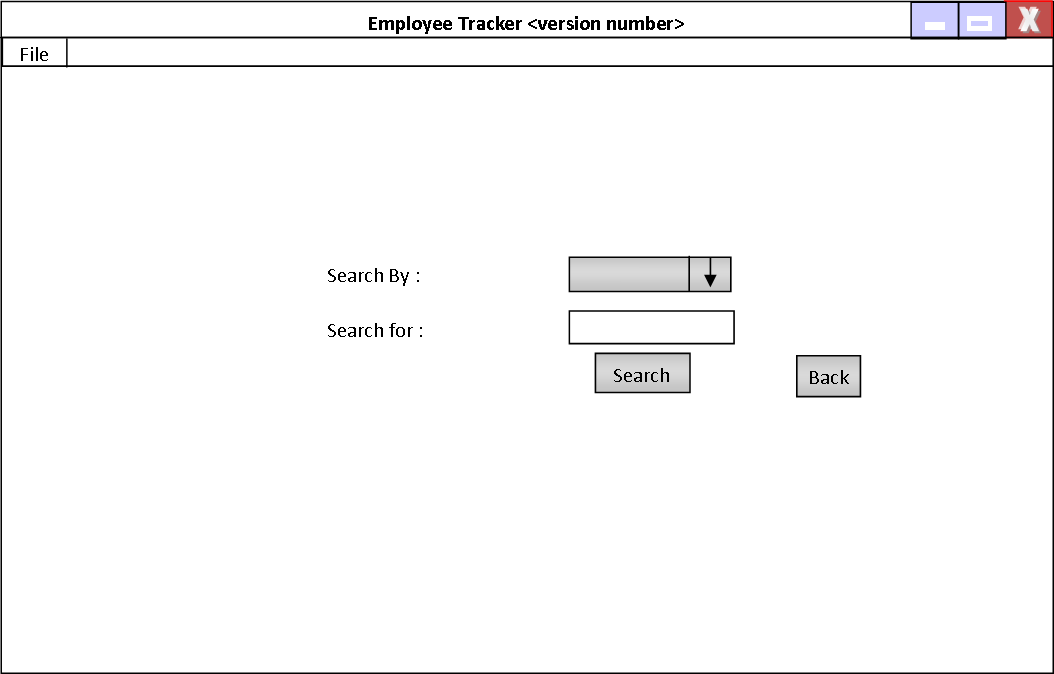 Employee Tracker <version number>
File
Search By :
Search for :
Search
Back